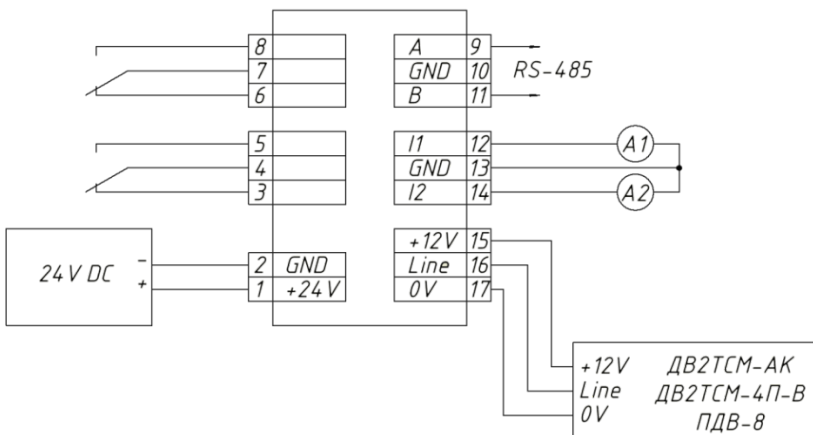 8
7
6
5
4
3
2 GND
1 +24V
24V DC
-
+
A 9
GND 10
B 11
RS-485
I1 12
GND 13
I2 14
A1
A2
+12V 15
Line 16
0V 17
+12V ДВ2ТСМ-АК
Line ДВ2ТСМ-4П-В
0V ПДВ-8